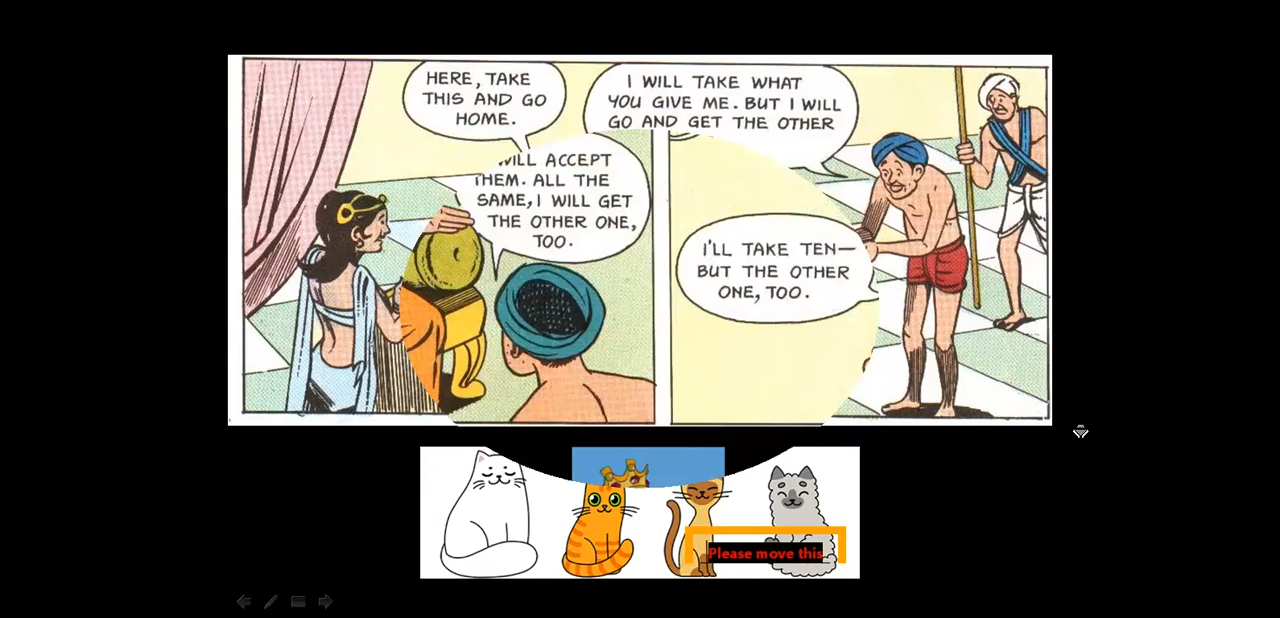 HERE, TAKE
THIS AND GO
HOME.
WILL ACCEPT
THEM. ALL THE
SAME, I WILL GET
THE OTHER ONE,
TOO.
I WILL TAKE WHAT
YOU GIVE ME. BUT I WILL
GO AND GET THE OTHER
I'LL TAKE TEN—
BUT THE OTHER
ONE, TOO.
Please move this